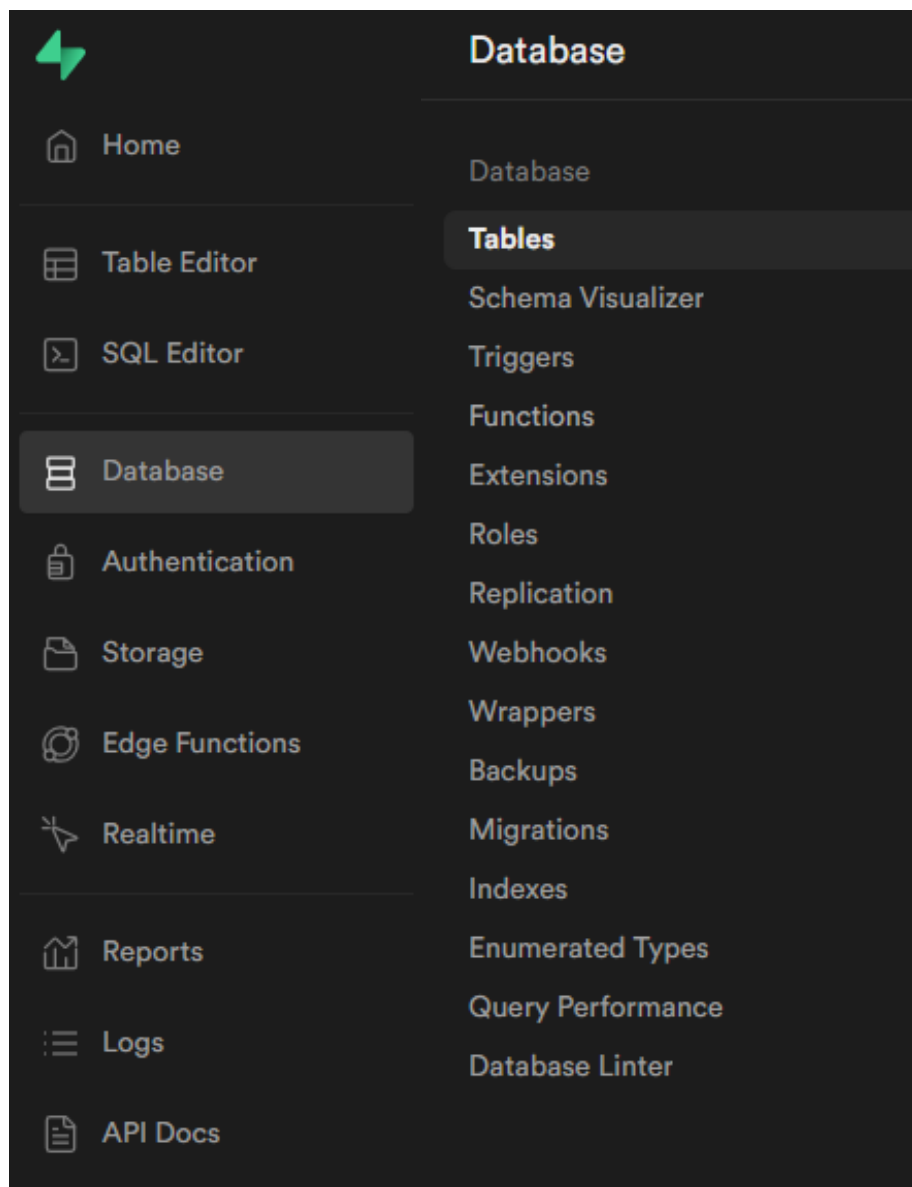 Home
Table Editor
SQL Editor
Database
Authentication
Storage
Edge Functions
Realtime
Reports
Logs
API Docs
Database
Database
Tables
Schema Visualizer
Triggers
Functions
Extensions
Roles
Replication
Webhooks
Wrappers
Backups
Migrations
Indexes
Enumerated Types
Query Performance
Database Linter